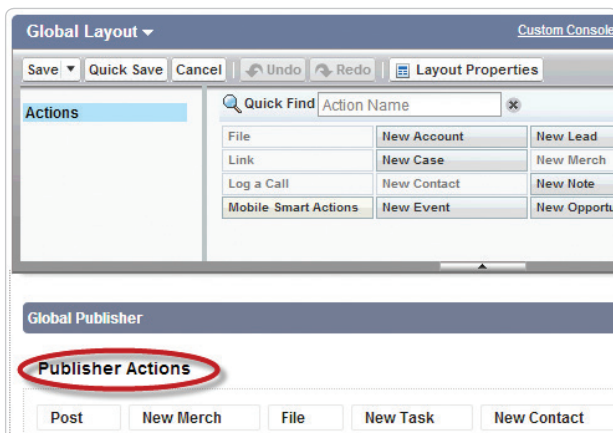 Global Layout
Custom Console
Save Quick Save Cancel Undo Redo Layout Properties
Actions
Quick Find Action Name
File New Account New Lead
Link New Case New Merch
Log a Call New Contact New Note
Mobile Smart Actions New Event New Opportu
Global Publisher
Publisher Actions
Post New Merch File New Task New Contact